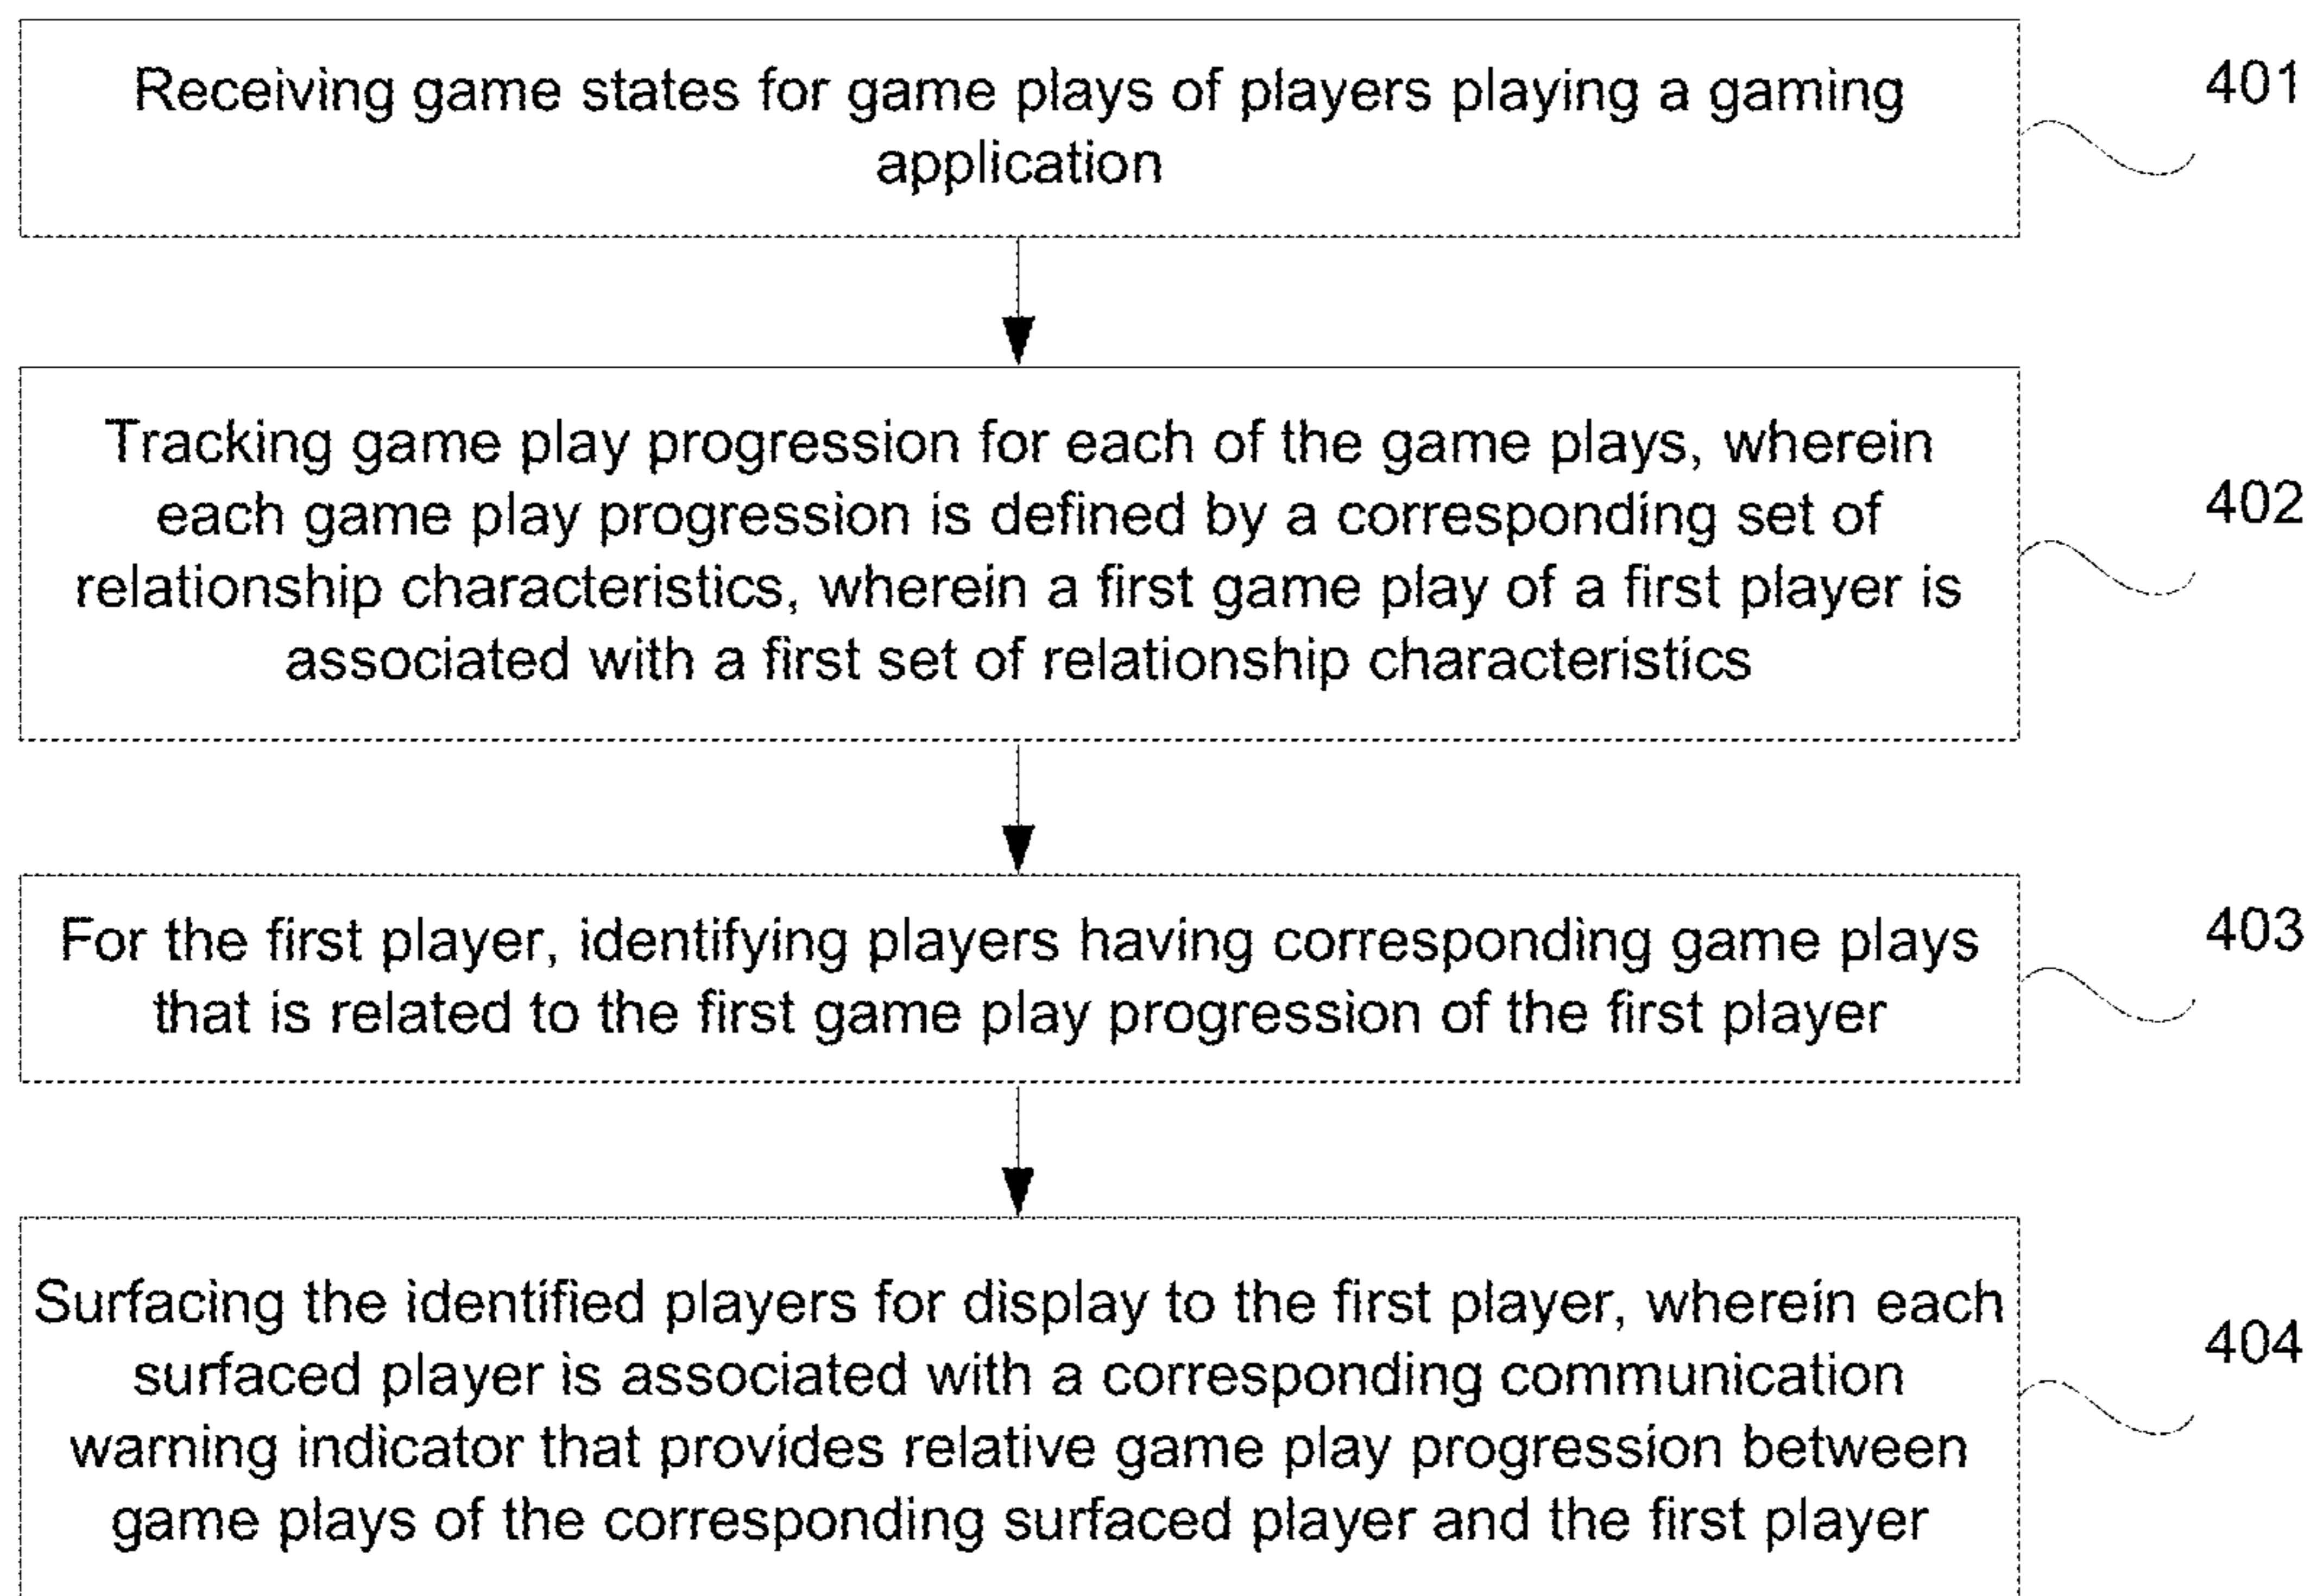 Receiving game states for game plays of players playing a gaming
application
401
Tracking game play progression for each of the game plays, wherein
each game play progression is defined by a corresponding set of
relationship characteristics, wherein a first game play of a first player is
associated with a first set of relationship characteristics
402
For the first player, identifying players having corresponding game plays
that is related to the first game play progression of the first player
403
Surfacing the identified players for display to the first player, wherein each
surfaced player is associated with a corresponding communication
warning indicator that provides relative game play progression between
game plays of the corresponding surfaced player and the first player
404